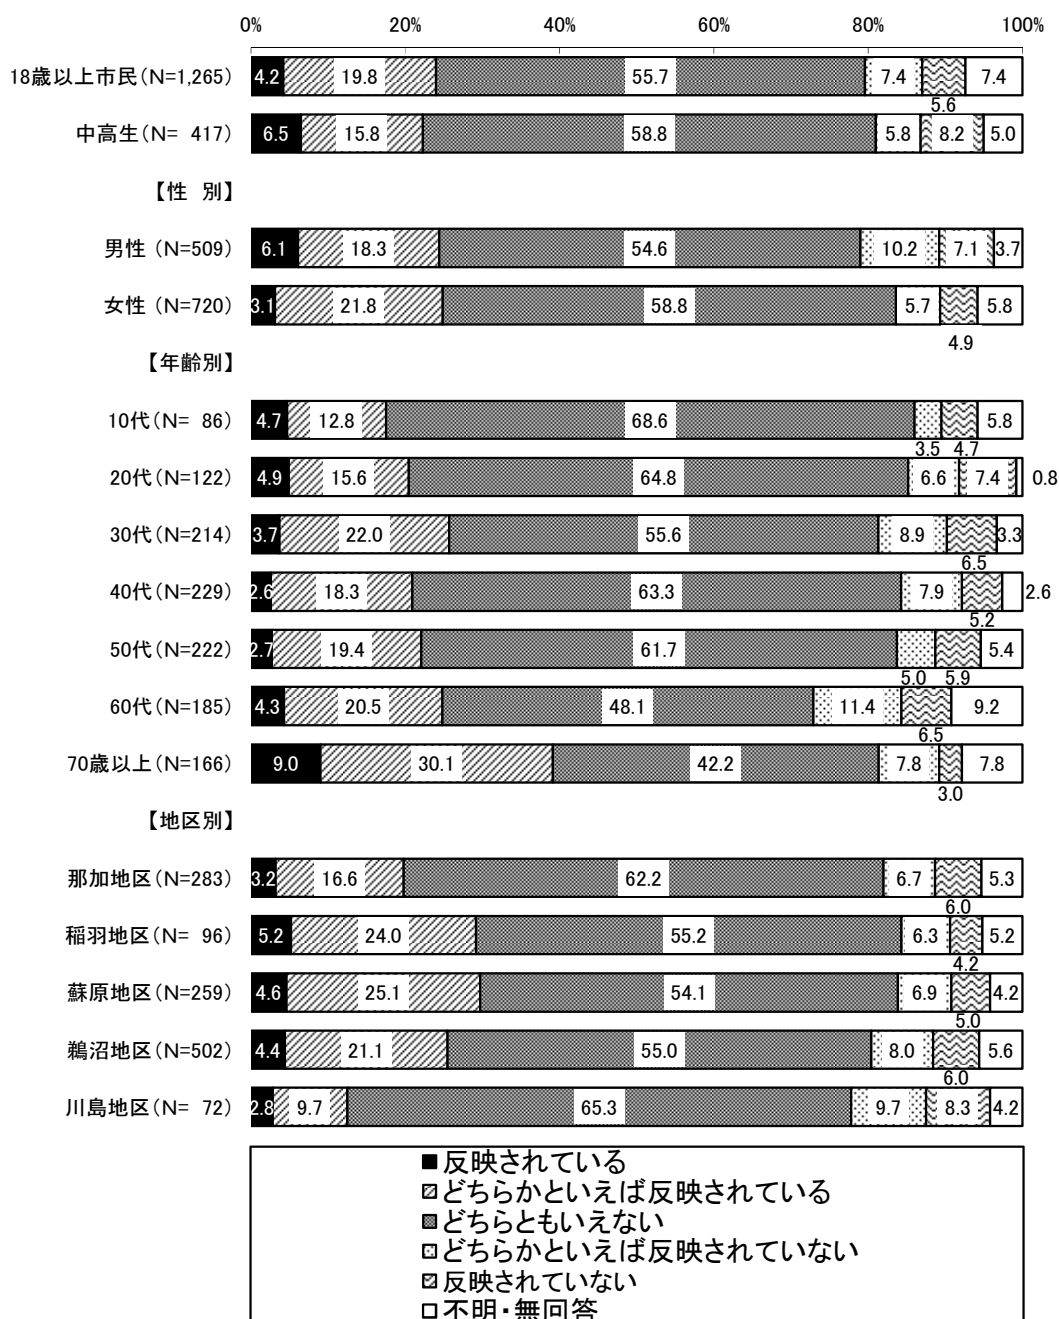 0% 20% 40% 60% 80% 100%
18歳以上市民(N=1,265) 4.2 19.8 55.7 7.4 5.6 7.4
中高生(N= 417) 6.5 15.8 58.8 5.8 8.2 5.0
【性 別】
男性 (N=509) 6.1 18.3 54.6 10.2 7.1 3.7
女性 (N=720) 3.1 21.8 58.8 5.7 4.9 5.8
【年齢別】
10代(N= 86) 4.7 12.8 68.6 3.5 4.7 5.8
20代(N=122) 4.9 15.6 64.8 6.6 7.4 0.8
30代(N=214) 3.7 22.0 55.6 8.9 6.5 3.3
40代(N=229) 2.6 18.3 63.3 7.9 5.2 2.6
50代(N=222) 2.7 19.4 61.7 5.0 5.9 5.4
60代(N=185) 4.3 20.5 48.1 11.4 6.5 9.2
70歳以上(N=166) 9.0 30.1 42.2 7.8 3.0 7.8
【地区別】
那加地区(N=283) 3.2 16.6 62.2 6.7 6.0 5.3
稲羽地区(N= 96) 5.2 24.0 55.2 6.3 4.2 5.2
蘇原地区(N=259) 4.6 25.1 54.1 6.9 5.0 4.2
鵜沼地区(N=502) 4.4 21.1 55.0 8.0 6.0 5.6
川島地区(N= 72) 2.8 9.7 65.3 9.7 8.3 4.2
反映されている
どちらかといえば反映されている
どちらともいえない
どちらかといえば反映されていない
反映されていない
不明・無回答